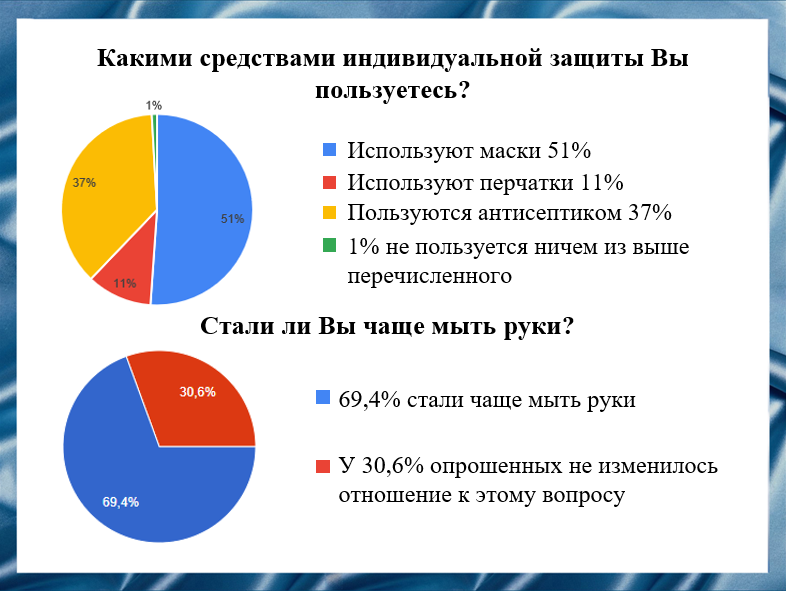 Какими средствами индивидуальной защиты Вы
пользуетесь?
1%
37%
51%
11%
Используют маски 51%
Используют перчатки 11%
Пользуются антисептиком 37%
1% не пользуется ничем из выше
перечисленного
Стали ли Вы чаще мыть руки?
30,6%
69,4%
69,4% стали чаще мыть руки
У 30,6% опрошенных не изменилось
отношение к этому вопросу